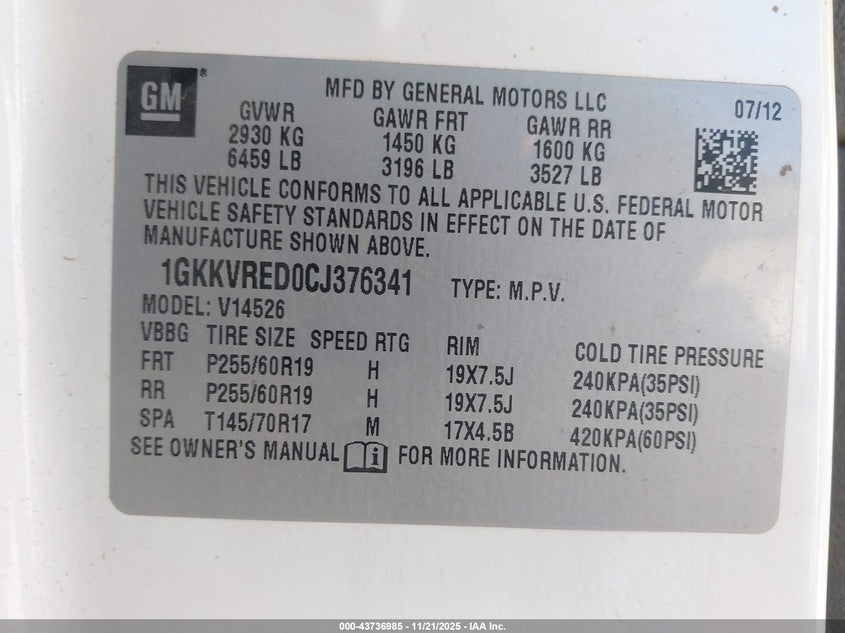 GM®
MFD BY GENERAL MOTORS LLC
07/12
GVWR GAWR FRT GAWR RR
2930 KG 1450 KG 1600 KG
6459 LB 3196 LB 3527 LB
THIS VEHICLE CONFORMS TO ALL APPLICABLE U.S. FEDERAL MOTOR
VEHICLE SAFETY STANDARDS IN EFFECT ON THE DATE OF
MANUFACTURE SHOWN ABOVE.
1GKKVRED0CJ376341 TYPE: M.P.V.
MODEL: V14526
VBBG TIRE SIZE SPEED RTG RIM COLD TIRE PRESSURE
FRT P255/60R19 H 19X7.5J 240KPA(35PSI)
RR P255/60R19 H 19X7.5J 240KPA(35PSI)
SPA T145/70R17 M 17X4.5B 420KPA(60PSI)
SEE OWNER'S MANUAL i FOR MORE INFORMATION.
000-43736985 - 11/21/2025 - IAA Inc.